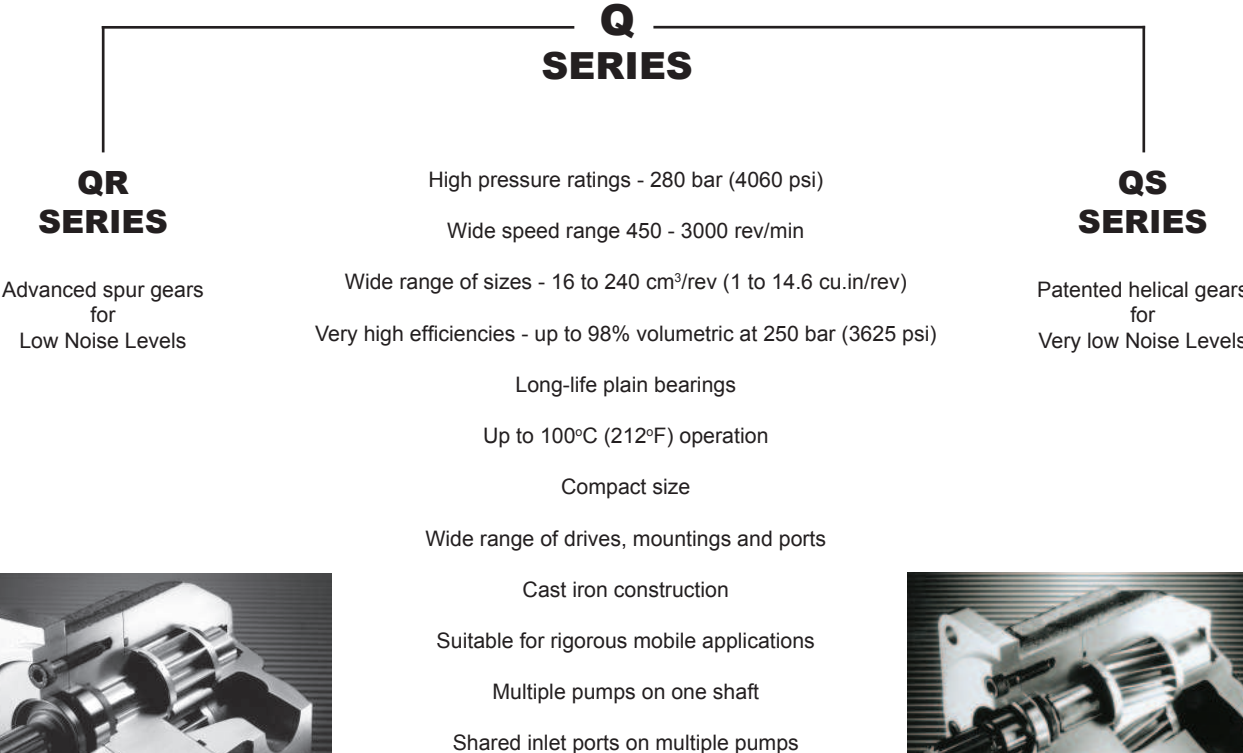 Q
SERIES
QR
SERIES
Advanced spur gears
for
Low Noise Levels
High pressure ratings - 280 bar (4060 psi)
Wide speed range 450 - 3000 rev/min
Wide range of sizes - 16 to 240 cm³/rev (1 to 14.6 cu.in/rev)
Very high efficiencies - up to 98% volumetric at 250 bar (3625 psi)
Long-life plain bearings
Up to 100ºC (212ºF) operation
Compact size
Wide range of drives, mountings and ports
Cast iron construction
Suitable for rigorous mobile applications
Multiple pumps on one shaft
Shared inlet ports on multiple pumps
QS
SERIES
Patented helical gears
for
Very low Noise Levels